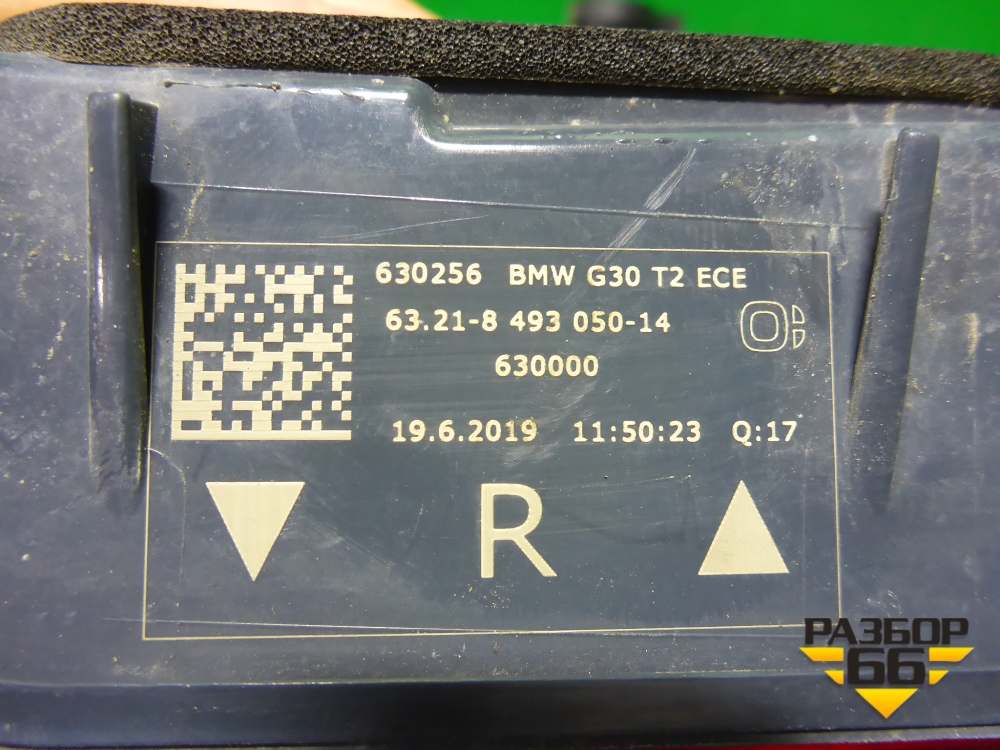 630256 BMW G30 T2 ECE
63.21-8 493 050-14
630000
19.6.2019 11:50:23 Q:17
R
РАЗБОР
66